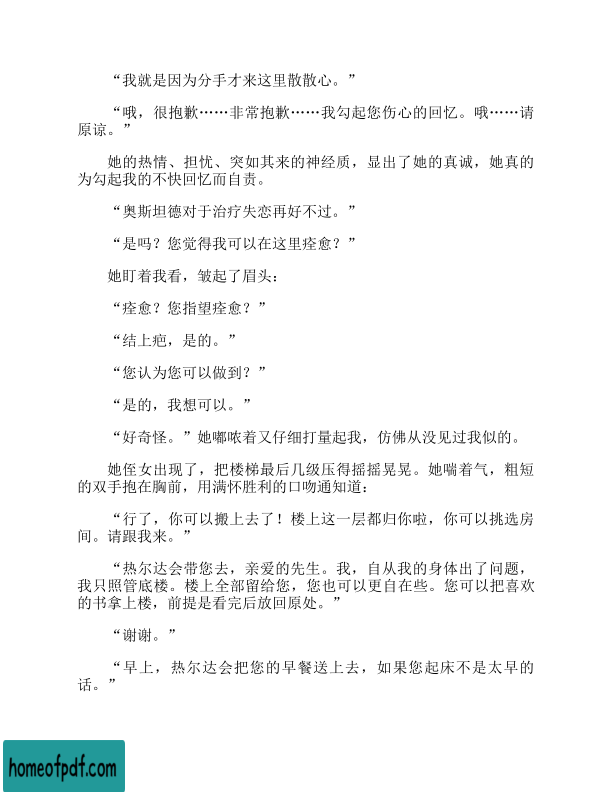 “我就是因为分手才来这里散散心。”
“哦，很抱歉……非常抱歉……我勾起您伤心的回忆。哦……请
原谅。”
她的热情、担忧、突如其来的神经质，显出了她的真诚，她真的
为勾起我的不快回忆而自责。
“奥斯坦德对于治疗失恋再好不过。”
“是吗？您觉得我可以在这里痊愈？”
她盯着我看，皱起了眉头：
“痊愈？您指望痊愈？”
“结上疤，是的。”
“您认为您可以做到？”
“是的，我想可以。”
“好奇怪。”她嘟哝着又仔细打量起我，仿佛从没见过我似的。
她侄女出现了，把楼梯最后几级压得摇摇晃晃。她喘着气，粗短
的双手抱在胸前，用满怀胜利的口吻通知道：
“行了，你可以搬上去了！楼上这一层都归你啦，你可以挑选房
间。请跟我来。”
“热尔达会带您去，亲爱的先生。我，自从我的身体出了问题，
我只照管底楼。楼上全部留给您，您也可以更自在些。您可以把喜欢
的书拿上楼，前提是看完后放回原处。”
“谢谢。”
“早上，热尔达会把您的早餐送上去，如果您起床不是太早的
话。”
homeofpdf.com